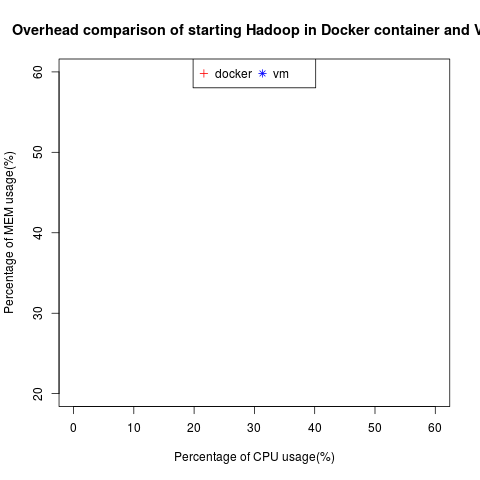 Overhead comparison of starting Hadoop in Docker container and V
docker vm
60
50
40
30
20
Percentage of MEM usage(%)
0 10 20 30 40 50 60
Percentage of CPU usage(%)